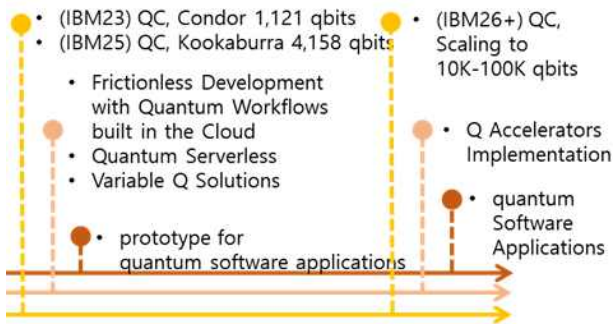 • (IBM23) QC, Condor 1,121 qbits
• (IBM25) QC, Kookaburra 4,158 qbits
• Frictionless Development
with Quantum Workflows
built in the Cloud
• Quantum Serverless
• Variable Q Solutions
• prototype for
quantum software applications
• (IBM26+) QC,
Scaling to
10K-100K qbits
• Q Accelerators
Implementation
• quantum
Software
Applications